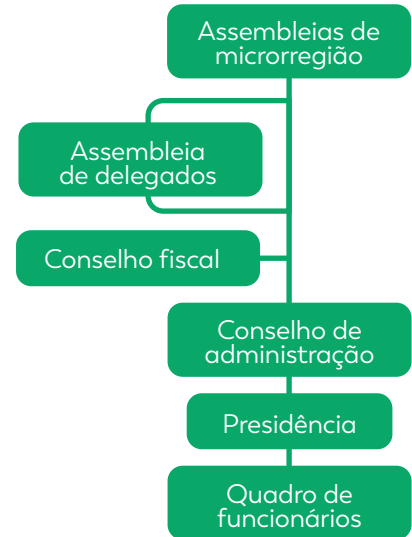 Assembleias de
microrregião
Assembleia
de delegados
Conselho fiscal
Conselho de
administração
Presidência
Quadro de
funcionários